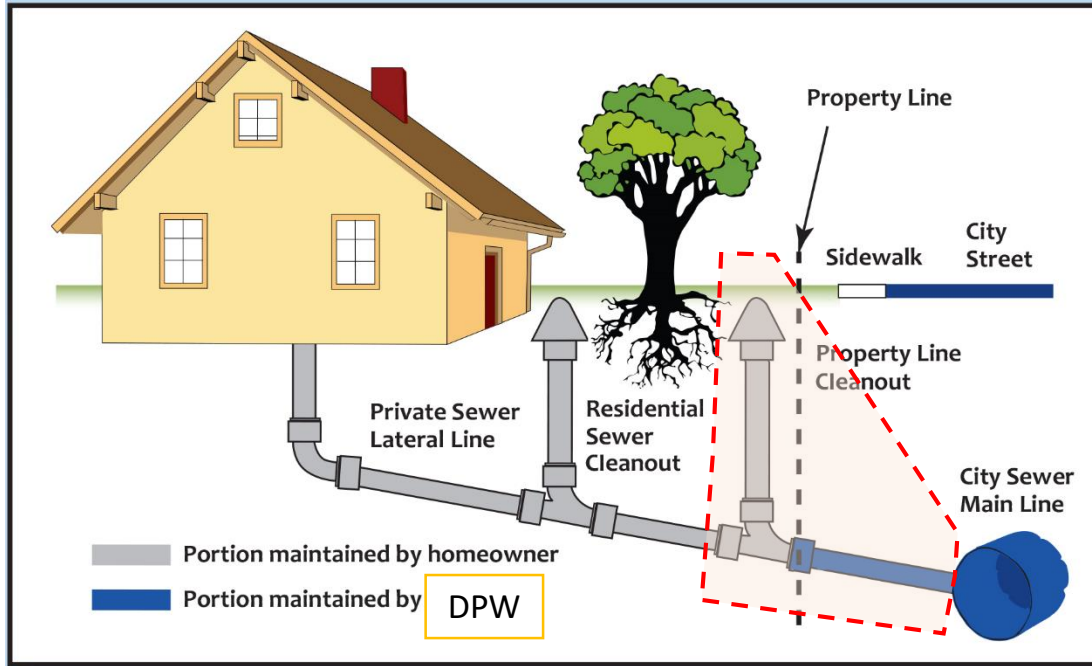 Property Line
Sidewalk
City
Street
Property Line
Cleanout
Private Sewer
Lateral Line
Residential
Sewer
Cleanout
City Sewer
Main Line
Portion maintained by homeowner
Portion maintained by DPW